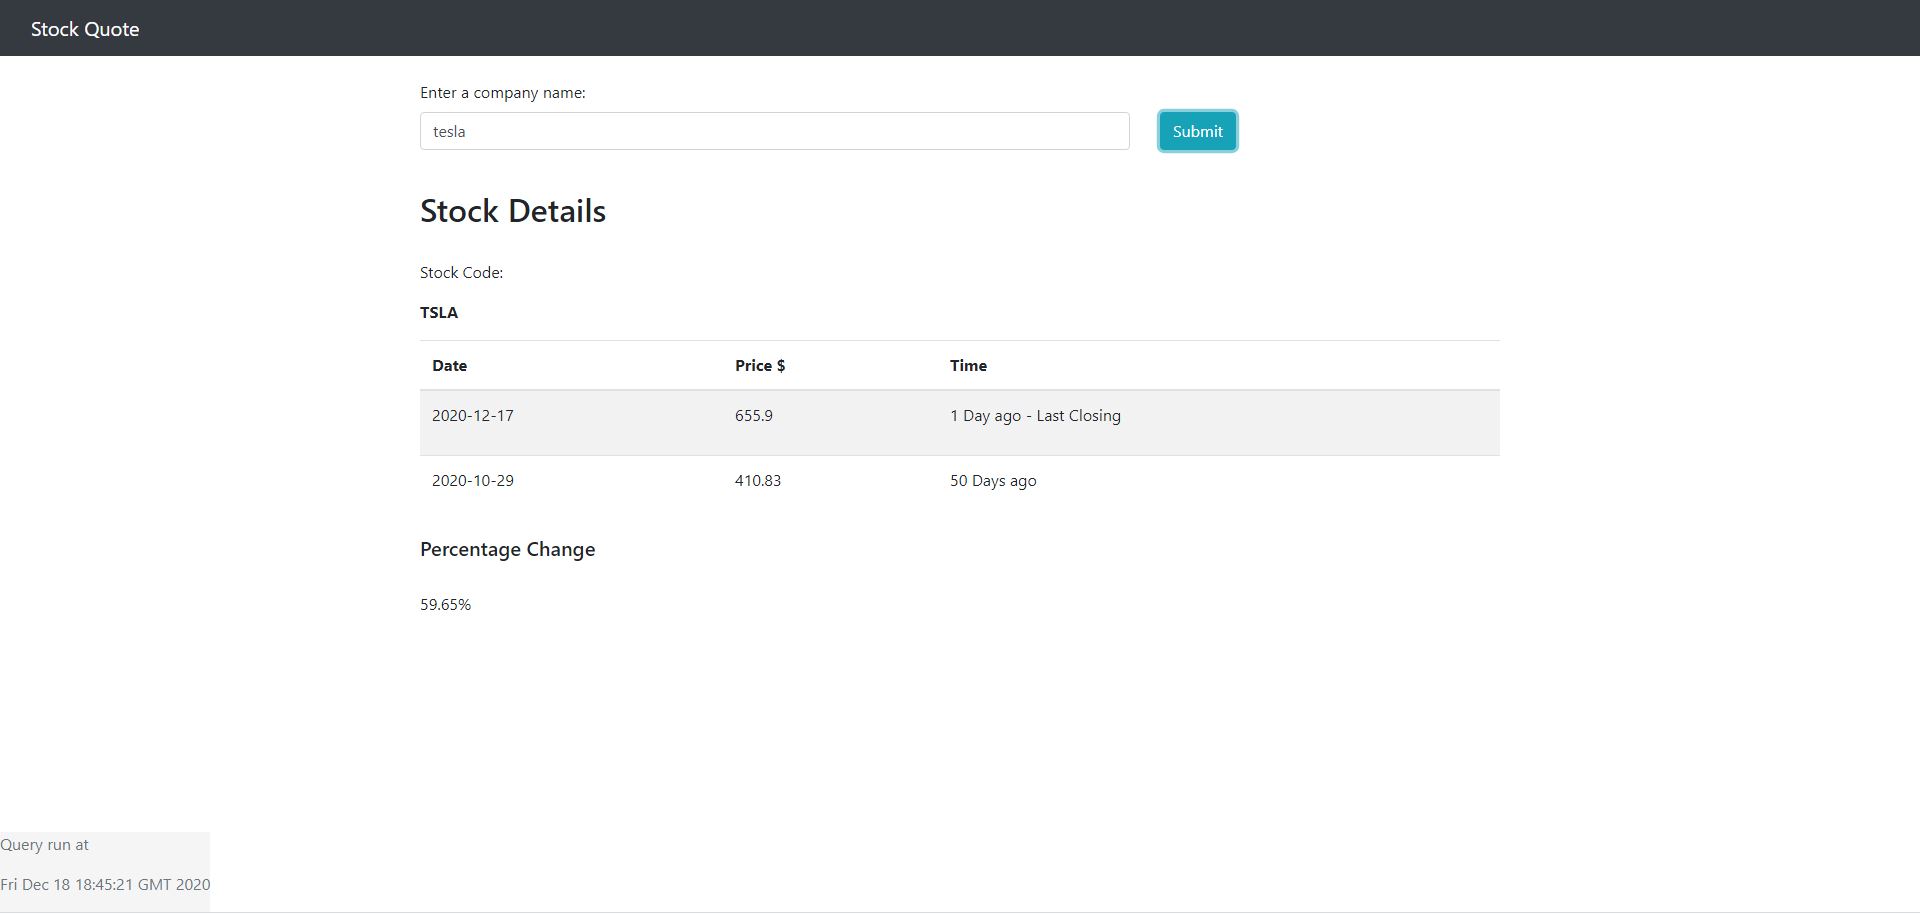 Stock Quote
Enter a company name:
tesla
Submit
Stock Details
Stock Code:
TSLA
Date Price $ Time
2020-12-17 655.9 1 Day ago - Last Closing
2020-10-29 410.83 50 Days ago
Percentage Change
59.65%
Query run at
Fri Dec 18 18:45:21 GMT 2020